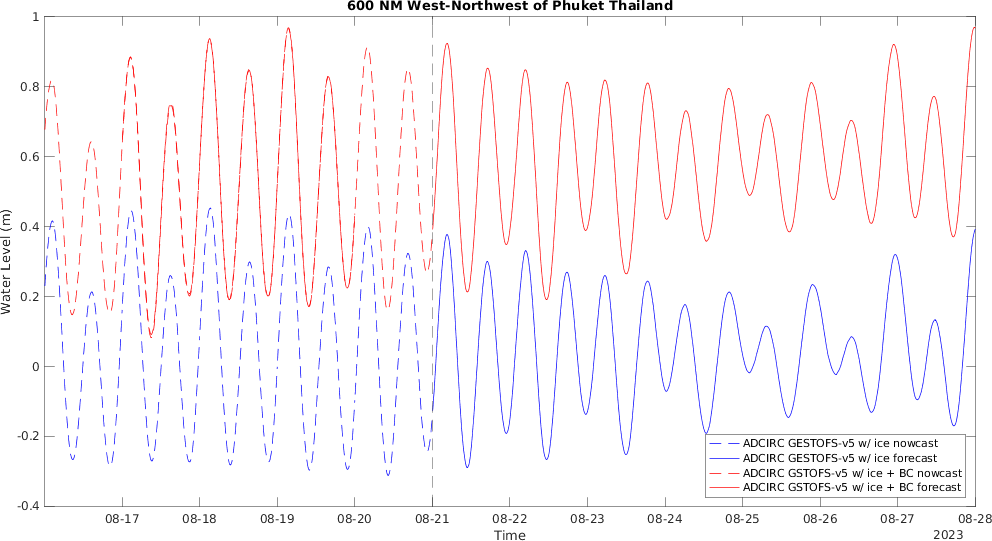 600 NM West-Northwest of Phuket Thailand
1
0.8
0.6
0.4
0.2
0
-0.2
-0.4
Water Level (m)
ADCIRC GESTOFS-v5 w/ ice nowcast
ADCIRC GESTOFS-v5 w/ ice forecast
ADCIRC GSTOFS-v5 w/ ice + BC nowcast
ADCIRC GSTOFS-v5 w/ ice + BC forecast
08-17 08-18 08-19 08-20 08-21 08-22 08-23 08-24 08-25 08-26 08-27 08-28
Time
2023